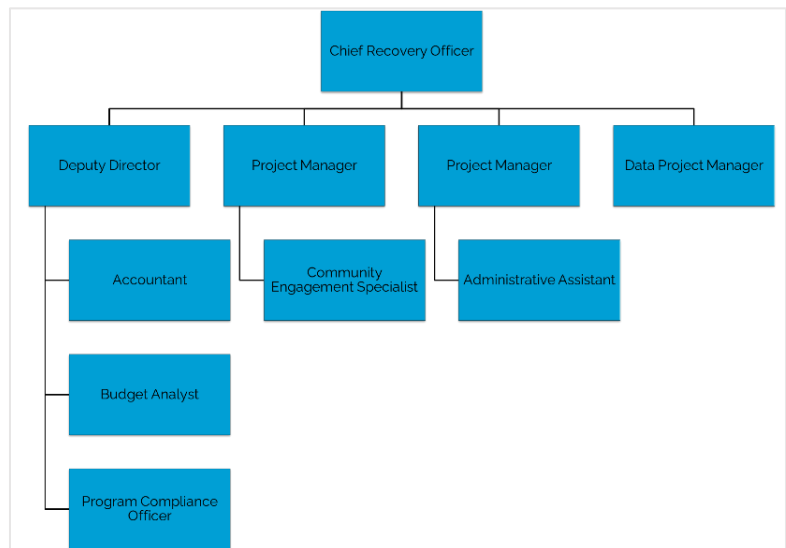 Chief Recovery Officer
Deputy Director
Project Manager
Project Manager
Data Project Manager
Accountant
Community
Engagement Specialist
Administrative Assistant
Budget Analyst
Program Compliance
Officer